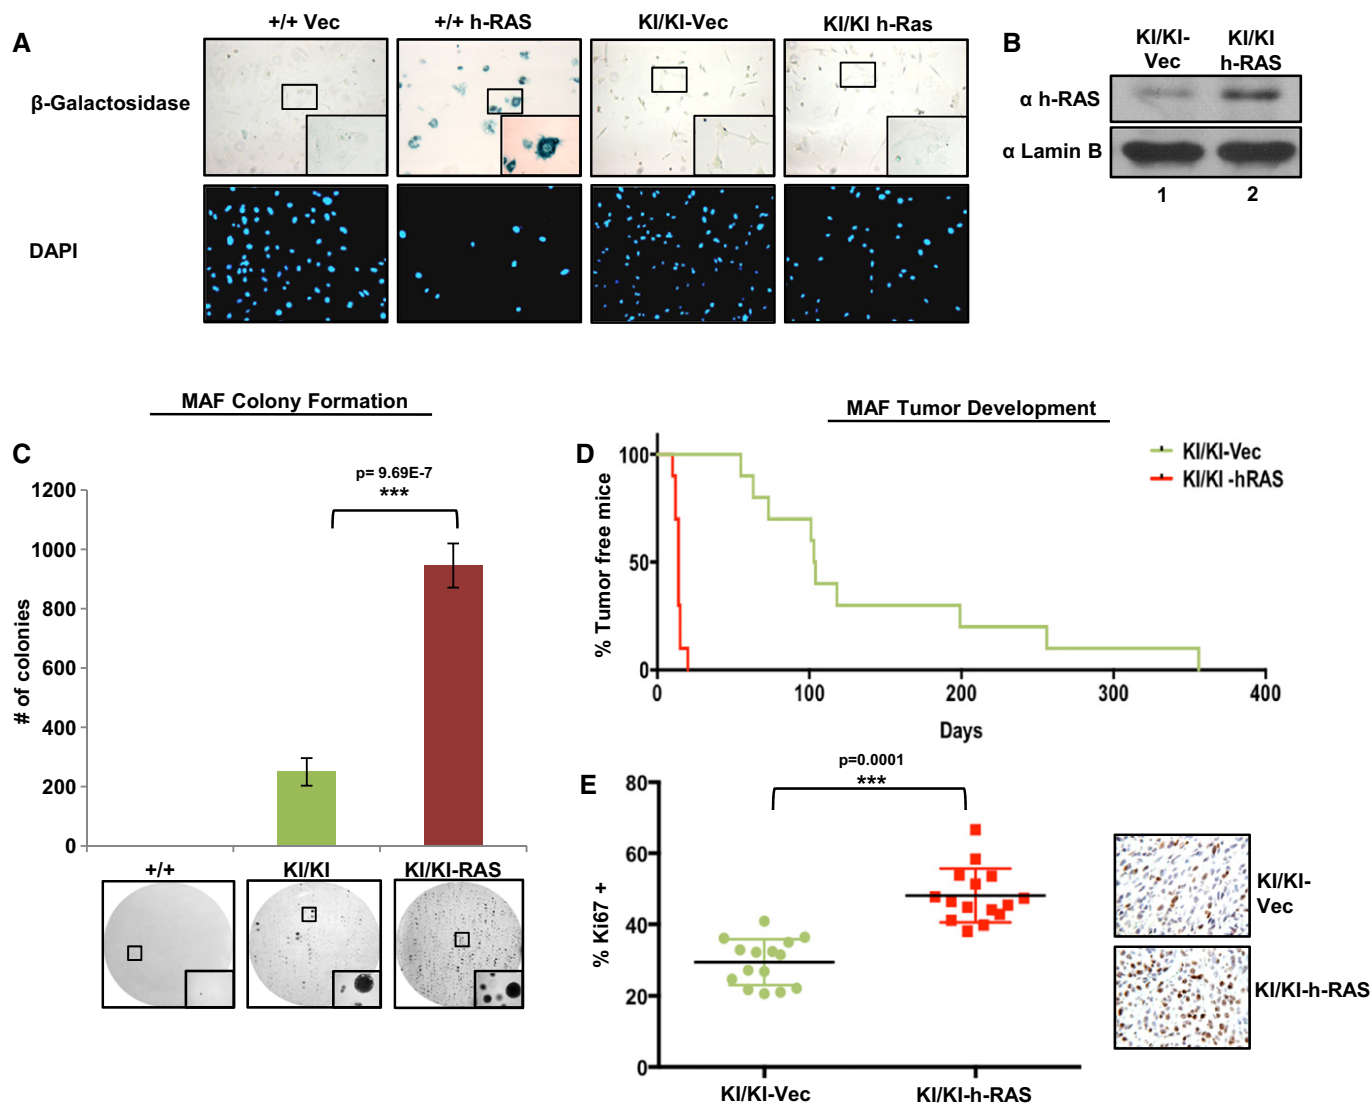 A
+/+ Vec
+/+ h-RAS
KI/KI-Vec
KI/KI h-Ras
β-Galactosidase
DAPI
B
KI/KI-
Vec
KI/KI
h-RAS
α h-RAS
α Lamin B
1
2
MAF Colony Formation
C
p= 9.69E-7
***
1200
1000
800
600
400
200
0
# of colonies
+/+
KI/KI
KI/KI-RAS
MAF Tumor Development
D
KI/KI-Vec
KI/KI -hRAS
100
50
0
% Tumor free mice
0
100
200
300
400
Days
E
p=0.0001
***
80
60
40
20
0
% Ki67 +
KI/KI-Vec
KI/KI-h-RAS
KI/KI-
Vec
KI/KI-h-RAS